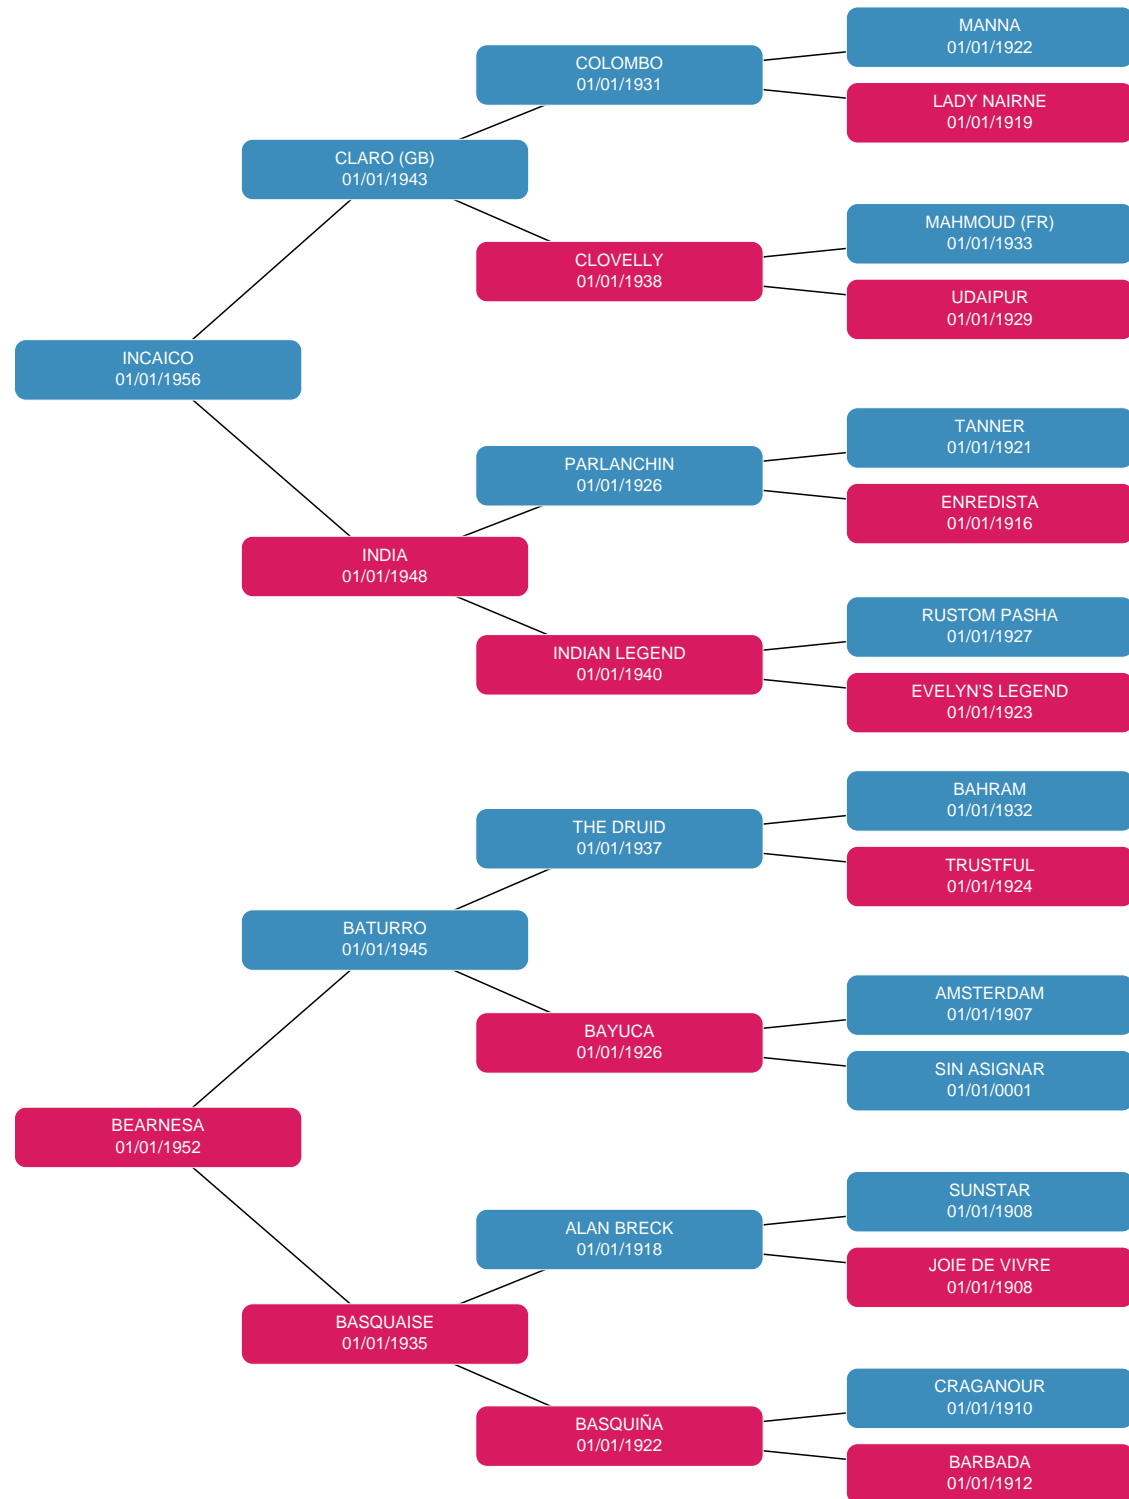 MANNA
01/01/1922
COLOMBO
01/01/1931
LADY NAIRNE
01/01/1919
CLARO (GB)
01/01/1943
MAHMOUD (FR)
01/01/1933
CLOVELLY
01/01/1938
UDAIPUR
01/01/1929
INCAICO
01/01/1956
TANNER
01/01/1921
PARLANCHIN
01/01/1926
ENREDISTA
01/01/1916
INDIA
01/01/1948
RUSTOM PASHA
01/01/1927
INDIAN LEGEND
01/01/1940
EVELYN'S LEGEND
01/01/1923
BAHRAM
01/01/1932
THE DRUID
01/01/1937
TRUSTFUL
01/01/1924
BATURRO
01/01/1945
AMSTERDAM
01/01/1907
BAYUCA
01/01/1926
SIN ASIGNAR
01/01/0001
BEARNESA
01/01/1952
SUNSTAR
01/01/1908
ALAN BRECK
01/01/1918
JOIE DE VIVRE
01/01/1908
BASQUAISE
01/01/1935
CRAGANOUR
01/01/1910
BASQUIÑA
01/01/1922
BARBADA
01/01/1912